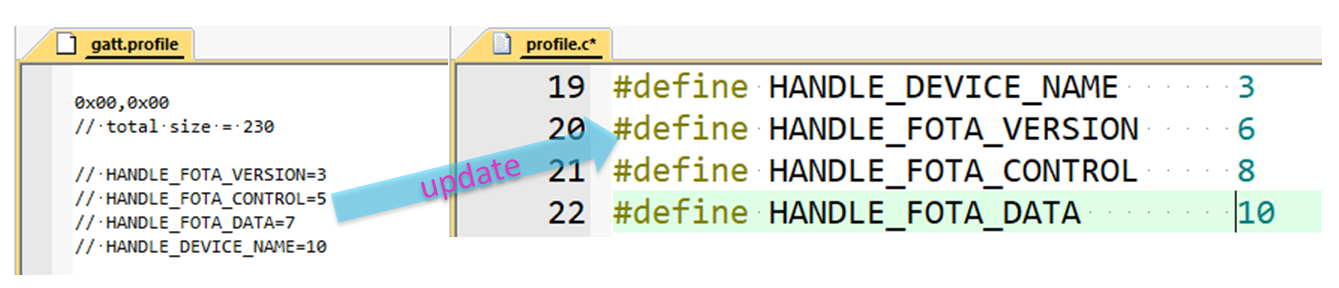 gatt.profile
0x00,0x00
// total size = 230
// HANDLE_FOTA_VERSION=3
// HANDLE_FOTA_CONTROL=5
// HANDLE_FOTA_DATA=7
// HANDLE_DEVICE_NAME=10
update
profile.c*
19 #define HANDLE_DEVICE_NAME 3
20 #define HANDLE_FOTA_VERSION 6
21 #define HANDLE_FOTA_CONTROL 8
22 #define HANDLE_FOTA_DATA 10